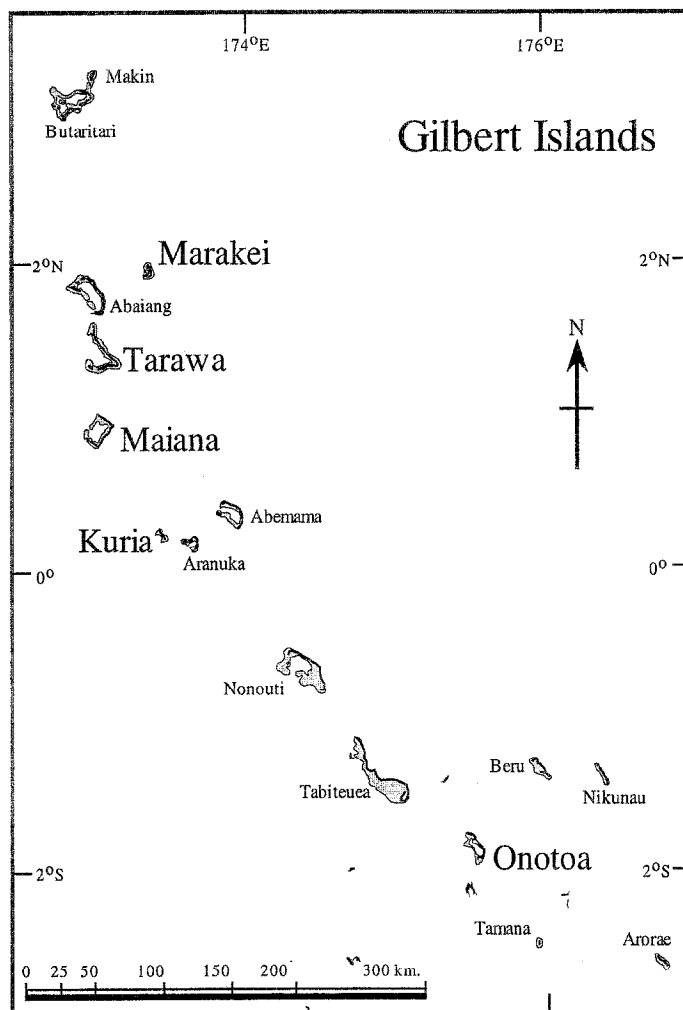 174°E
176°E
Makin
Butaritari
Gilbert Islands
Marakei
2°N
2°N
Abaiang
N
Tarawa
Maiana
Abemama
Kuria
Aranuka
0°
0°
Nonouti
Beru
Tabiteuea
Nikunau
Onotoa
2°S
2°S
Tamana
Arorae
0 25 50 100 150 200 300 km.